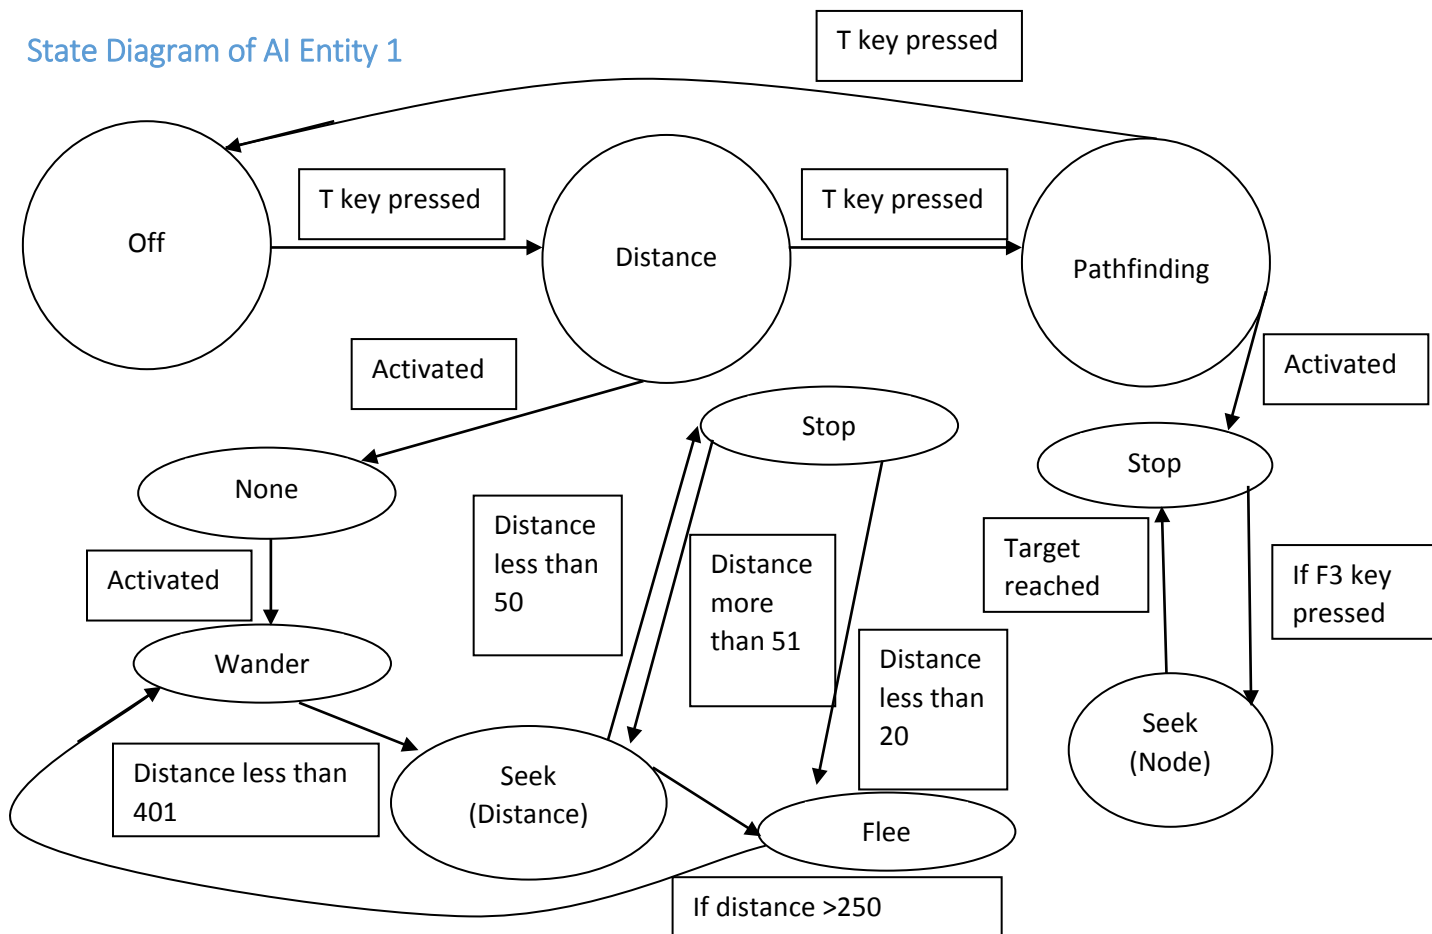 State Diagram of AI Entity 1
T key pressed
T key pressed
T key pressed
Off
Distance
Pathfinding
Activated
Activated
Stop
Stop
None
Distance
less than
50
Distance
more
than 51
Target
reached
If F3 key
pressed
Activated
Wander
Distance
less than
20
Distance less than
401
Seek
(Distance)
Seek
(Node)
Flee
If distance >250